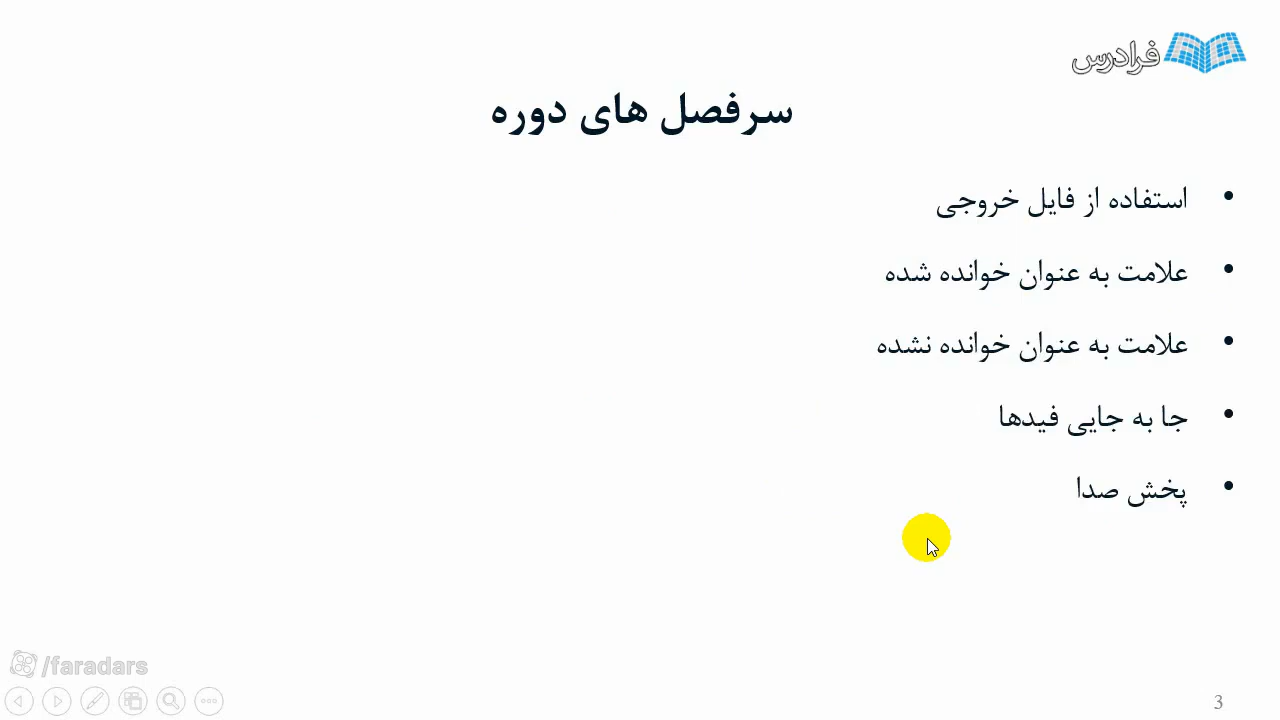 فرادرس
سرفصل های دوره
• استفاده از فایل خروجی
• علامت به عنوان خوانده شده
• علامت به عنوان خوانده نشده
• جا به جایی فیدها
• پخش صدا
/faradars
3